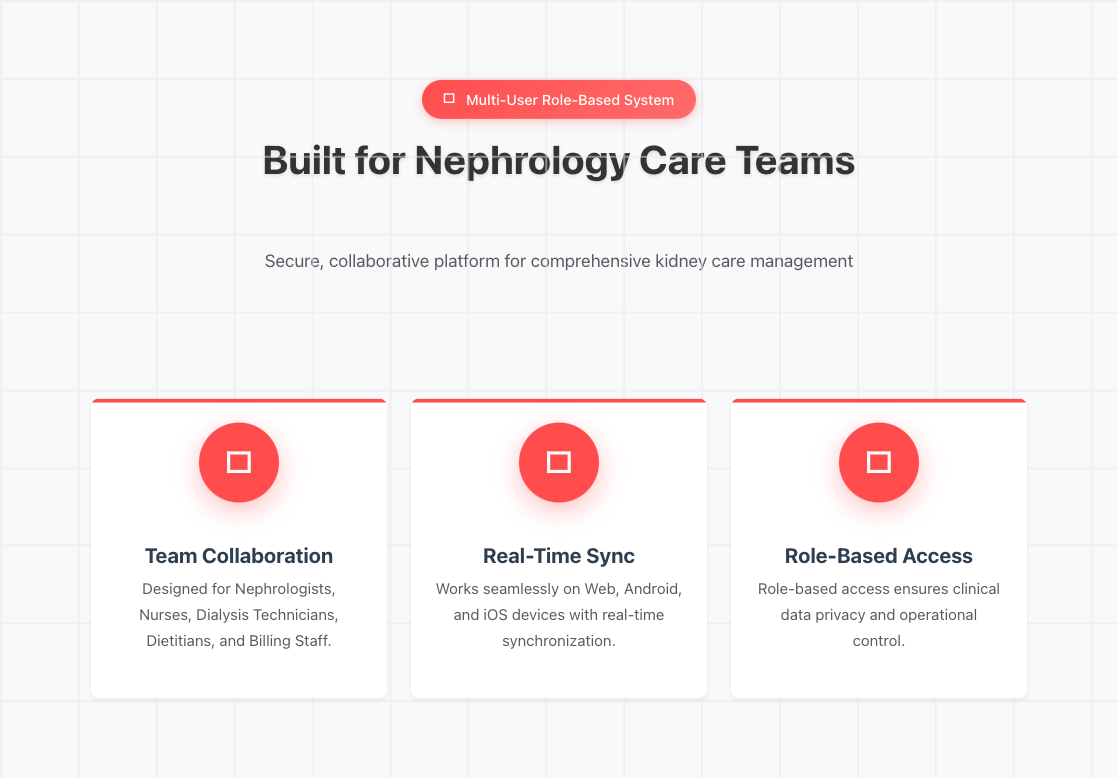 Multi-User Role-Based System
Built for Nephrology Care Teams
Secure, collaborative platform for comprehensive kidney care management
Team Collaboration
Designed for Nephrologists,
Nurses, Dialysis Technicians,
Dietitians, and Billing Staff.
Real-Time Sync
Works seamlessly on Web, Android,
and iOS devices with real-time
synchronization.
Role-Based Access
Role-based access ensures clinical
data privacy and operational
control.